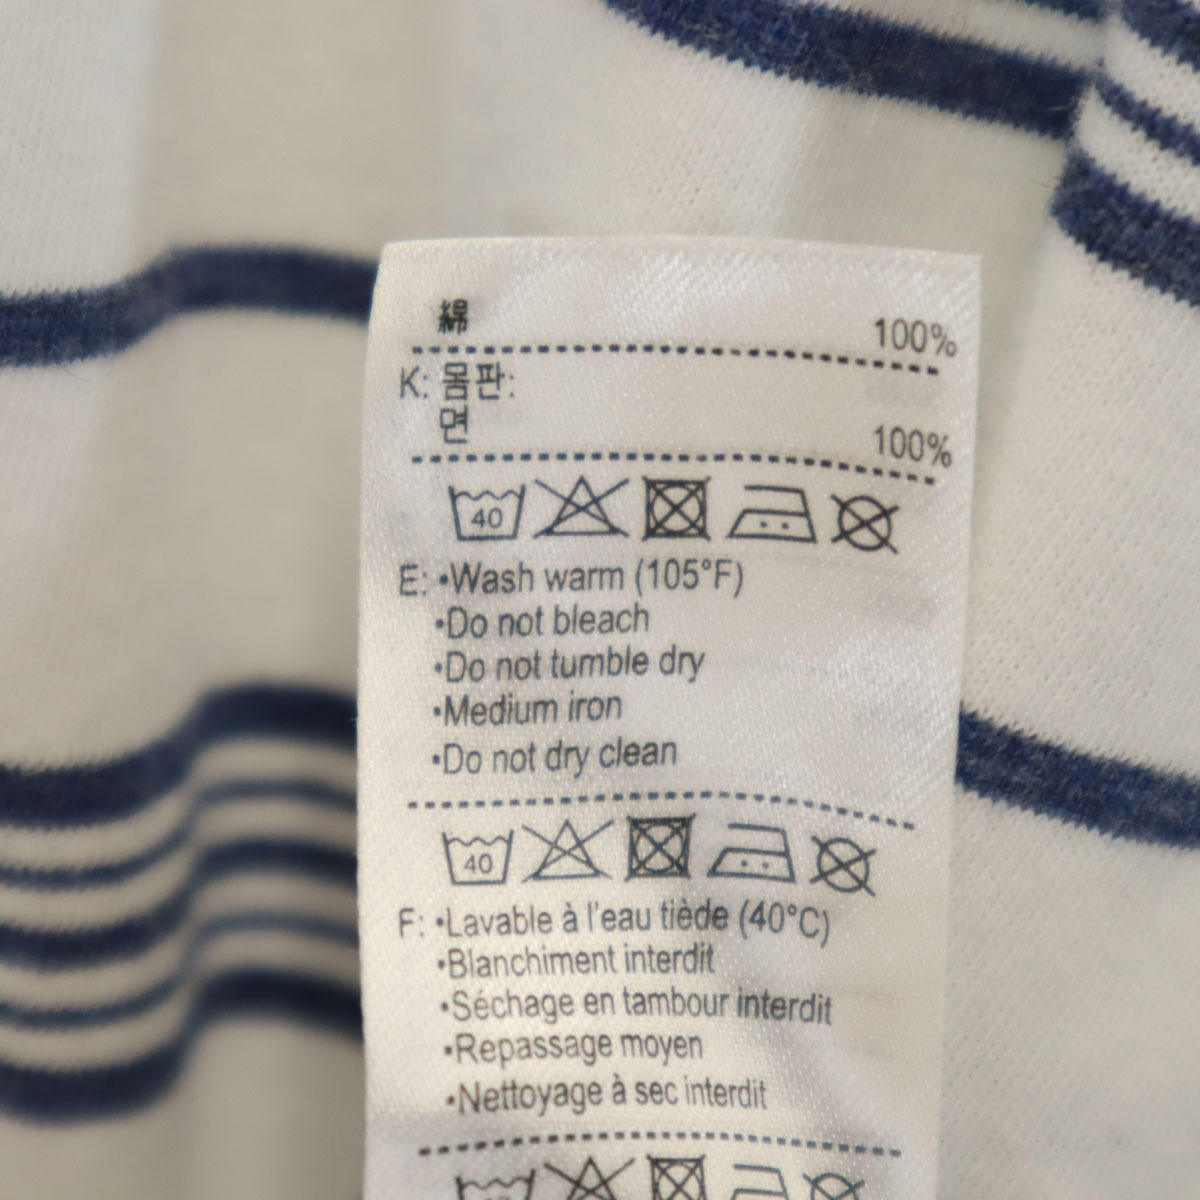 綿 100%
K: 몸판:
면 100%
40
E: •Wash warm (105°F)
•Do not bleach
•Do not tumble dry
•Medium iron
•Do not dry clean
40
F: •Lavable à l'eau tiède (40°C)
•Blanchiment interdit
•Séchage en tambour interdit
•Repassage moyen
•Nettoyage à sec interdit